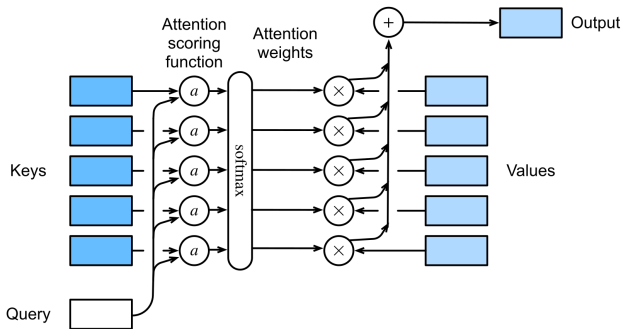 Attention
scoring
function
Attention
weights
+
Output
a
×
a
×
Keys
a
softmax
×
Values
a
×
a
×
Query